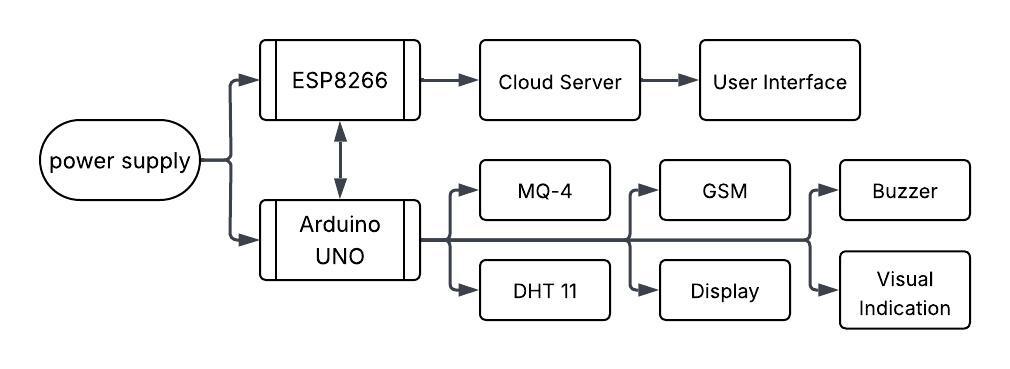 ESP8266
Cloud Server
User Interface
power supply
Arduino
UNO
MQ-4
GSM
Buzzer
DHT 11
Display
Visual
Indication